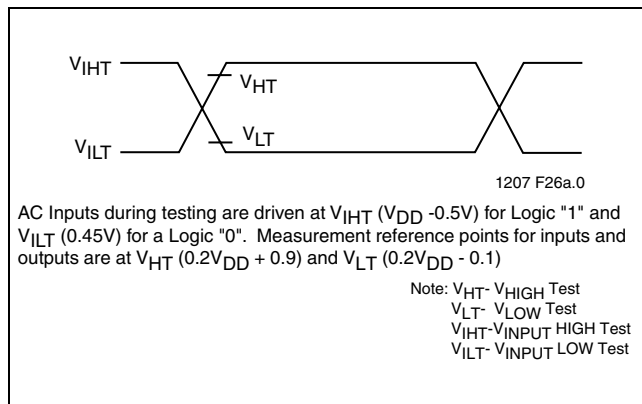 VIHT
VHT
VLT
VILT
1207 F26a.0
AC Inputs during testing are driven at VIHT (VDD -0.5V) for Logic "1" and
VILT (0.45V) for a Logic "0". Measurement reference points for inputs and
outputs are at VHT (0.2VDD + 0.9) and VLT (0.2VDD - 0.1)
Note: VHT- VHIGH Test
VLT- VLOW Test
VIHT-VINPUT HIGH Test
VILT- VINPUT LOW Test